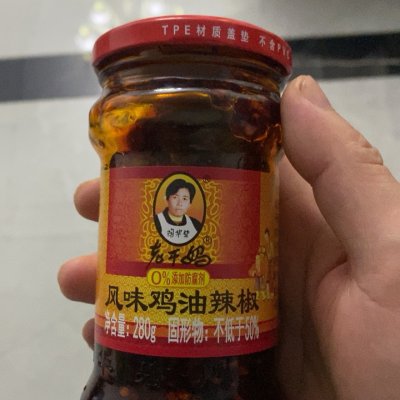 TPE材质盖垫 不含PVC
陶华碧
老干妈®
0%添加防腐剂
风味鸡油辣椒
净含量：280g 固形物：不低于50%